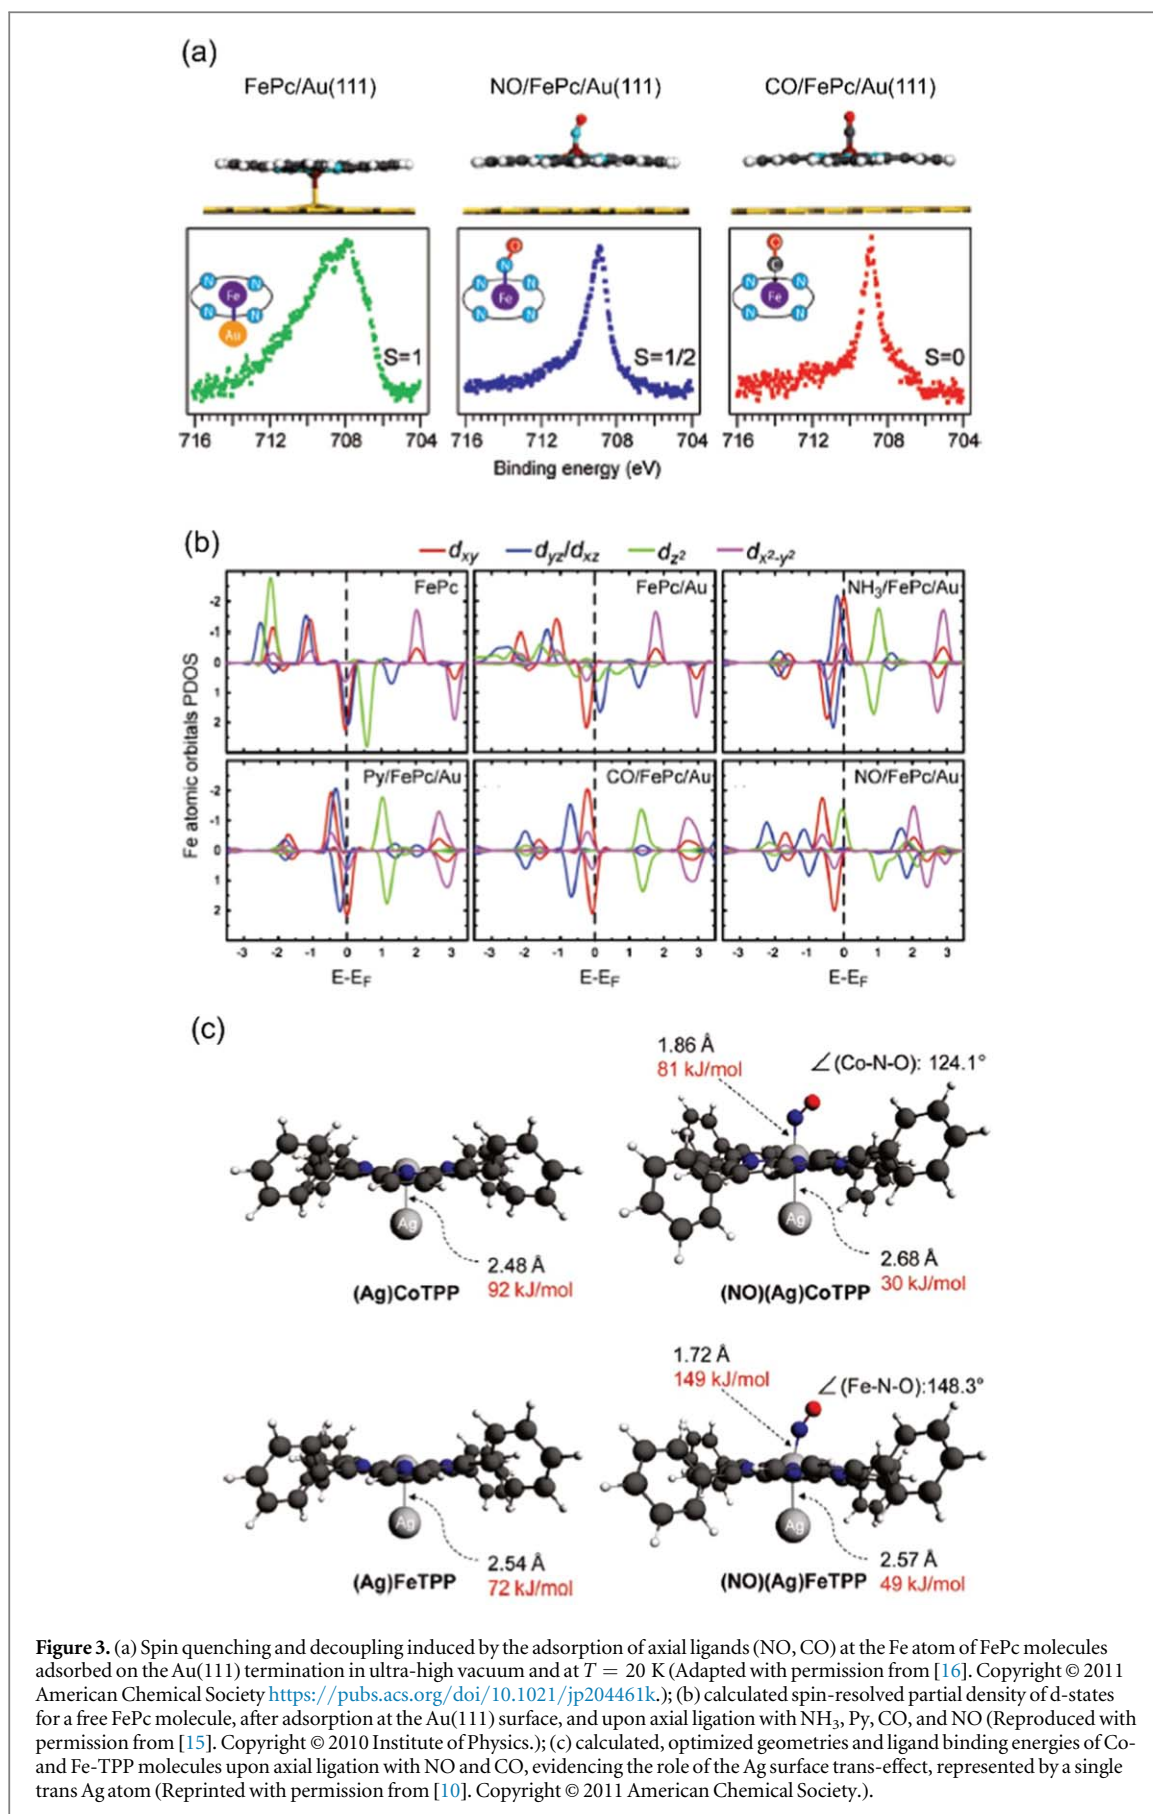 (a)
FePc/Au(111) NO/FePc/Au(111) CO/FePc/Au(111)
N N Fe N N Au S=1
O N N N Fe N N S=1/2
O C N N Fe N N S=0
716 712 708 704 716 712 708 704 716 712 708 704
Binding energy (eV)
(b)
dxy dyz/dxz dz2 dx2-y2
FePc FePc/Au NH3/FePc/Au
-2
-1
0
1
2
Fe atomic orbitals PDOS
Py/FePc/Au CO/FePc/Au NO/FePc/Au
-2
-1
0
1
2
-3 -2 -1 0 1 2 3 -3 -2 -1 0 1 2 3 -3 -2 -1 0 1 2 3
E-EF E-EF E-EF
(c)
1.86 Å
81 kJ/mol
∠(Co-N-O): 124.1°
Ag Ag
2.48 Å
92 kJ/mol
(Ag)CoTPP
2.68 Å
30 kJ/mol
(NO)(Ag)CoTPP
1.72 Å
149 kJ/mol
∠(Fe-N-O):148.3°
Ag Ag
2.54 Å
72 kJ/mol
(Ag)FeTPP
2.57 Å
49 kJ/mol
(NO)(Ag)FeTPP
Figure 3. (a) Spin quenching and decoupling induced by the adsorption of axial ligands (NO, CO) at the Fe atom of FePc molecules
adsorbed on the Au(111) termination in ultra-high vacuum and at T = 20 K (Adapted with permission from [16]. Copyright © 2011
American Chemical Society https://pubs.acs.org/doi/10.1021/jp204461k.); (b) calculated spin-resolved partial density of d-states
for a free FePc molecule, after adsorption at the Au(111) surface, and upon axial ligation with NH3, Py, CO, and NO (Reproduced with
permission from [15]. Copyright © 2010 Institute of Physics.); (c) calculated, optimized geometries and ligand binding energies of Co-
and Fe-TPP molecules upon axial ligation with NO and CO, evidencing the role of the Ag surface trans-effect, represented by a single
trans Ag atom (Reprinted with permission from [10]. Copyright © 2011 American Chemical Society.).